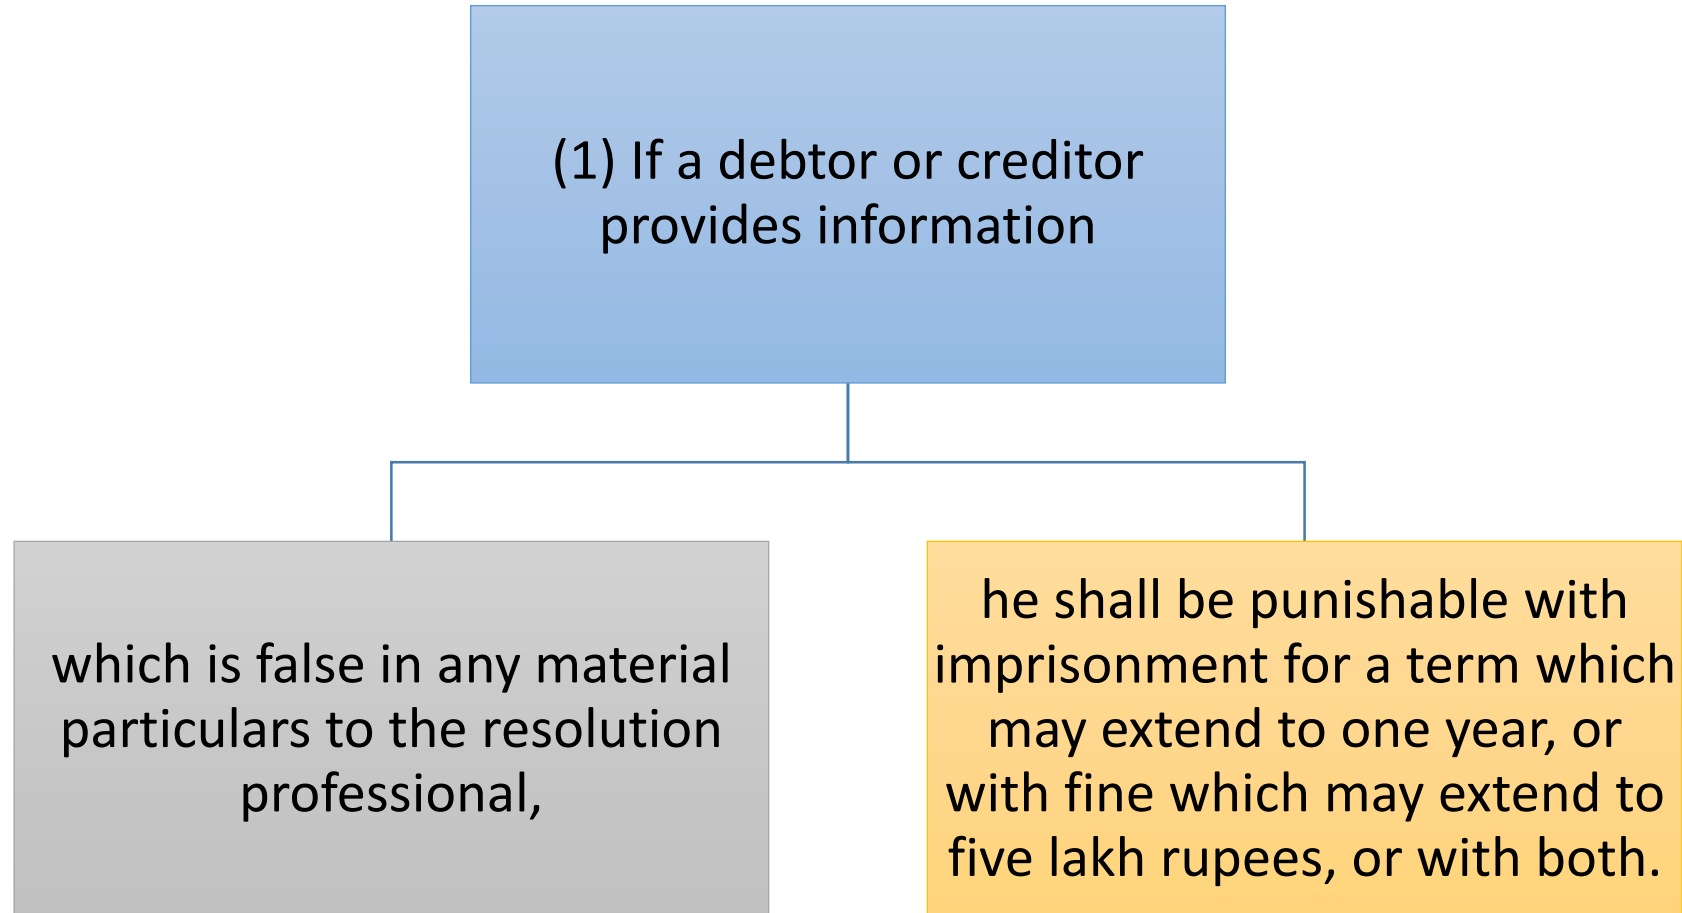 (1) If a debtor or creditor
provides information
which is false in any material
particulars to the resolution
professional,
he shall be punishable with
imprisonment for a term which
may extend to one year, or
with fine which may extend to
five lakh rupees, or with both.